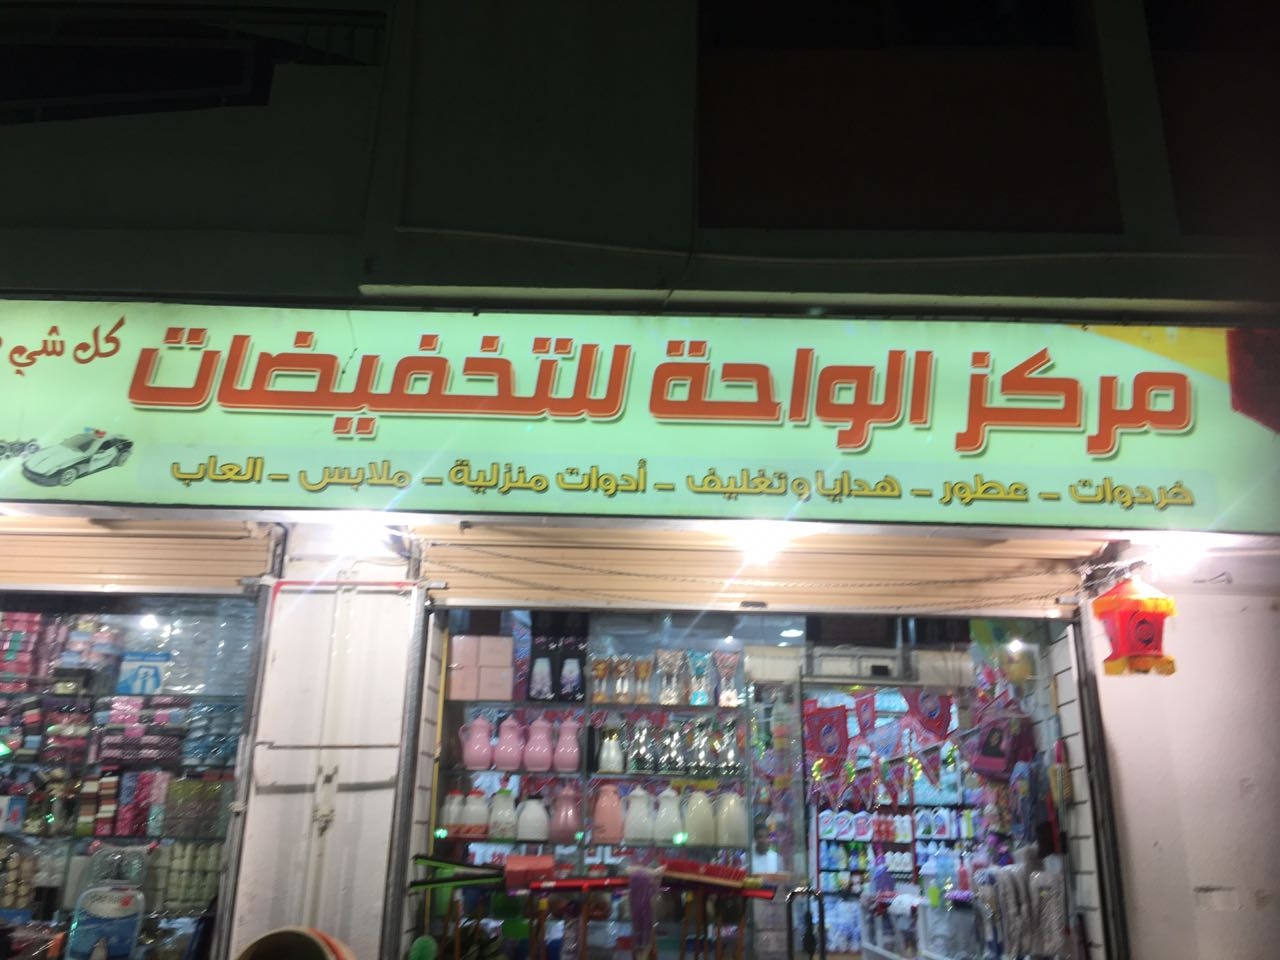 مركز الواحة للتخفيضات
كل شي
خردوات - عطور - هدايا وتغليف - أدوات منزلية - ملابس - العاب